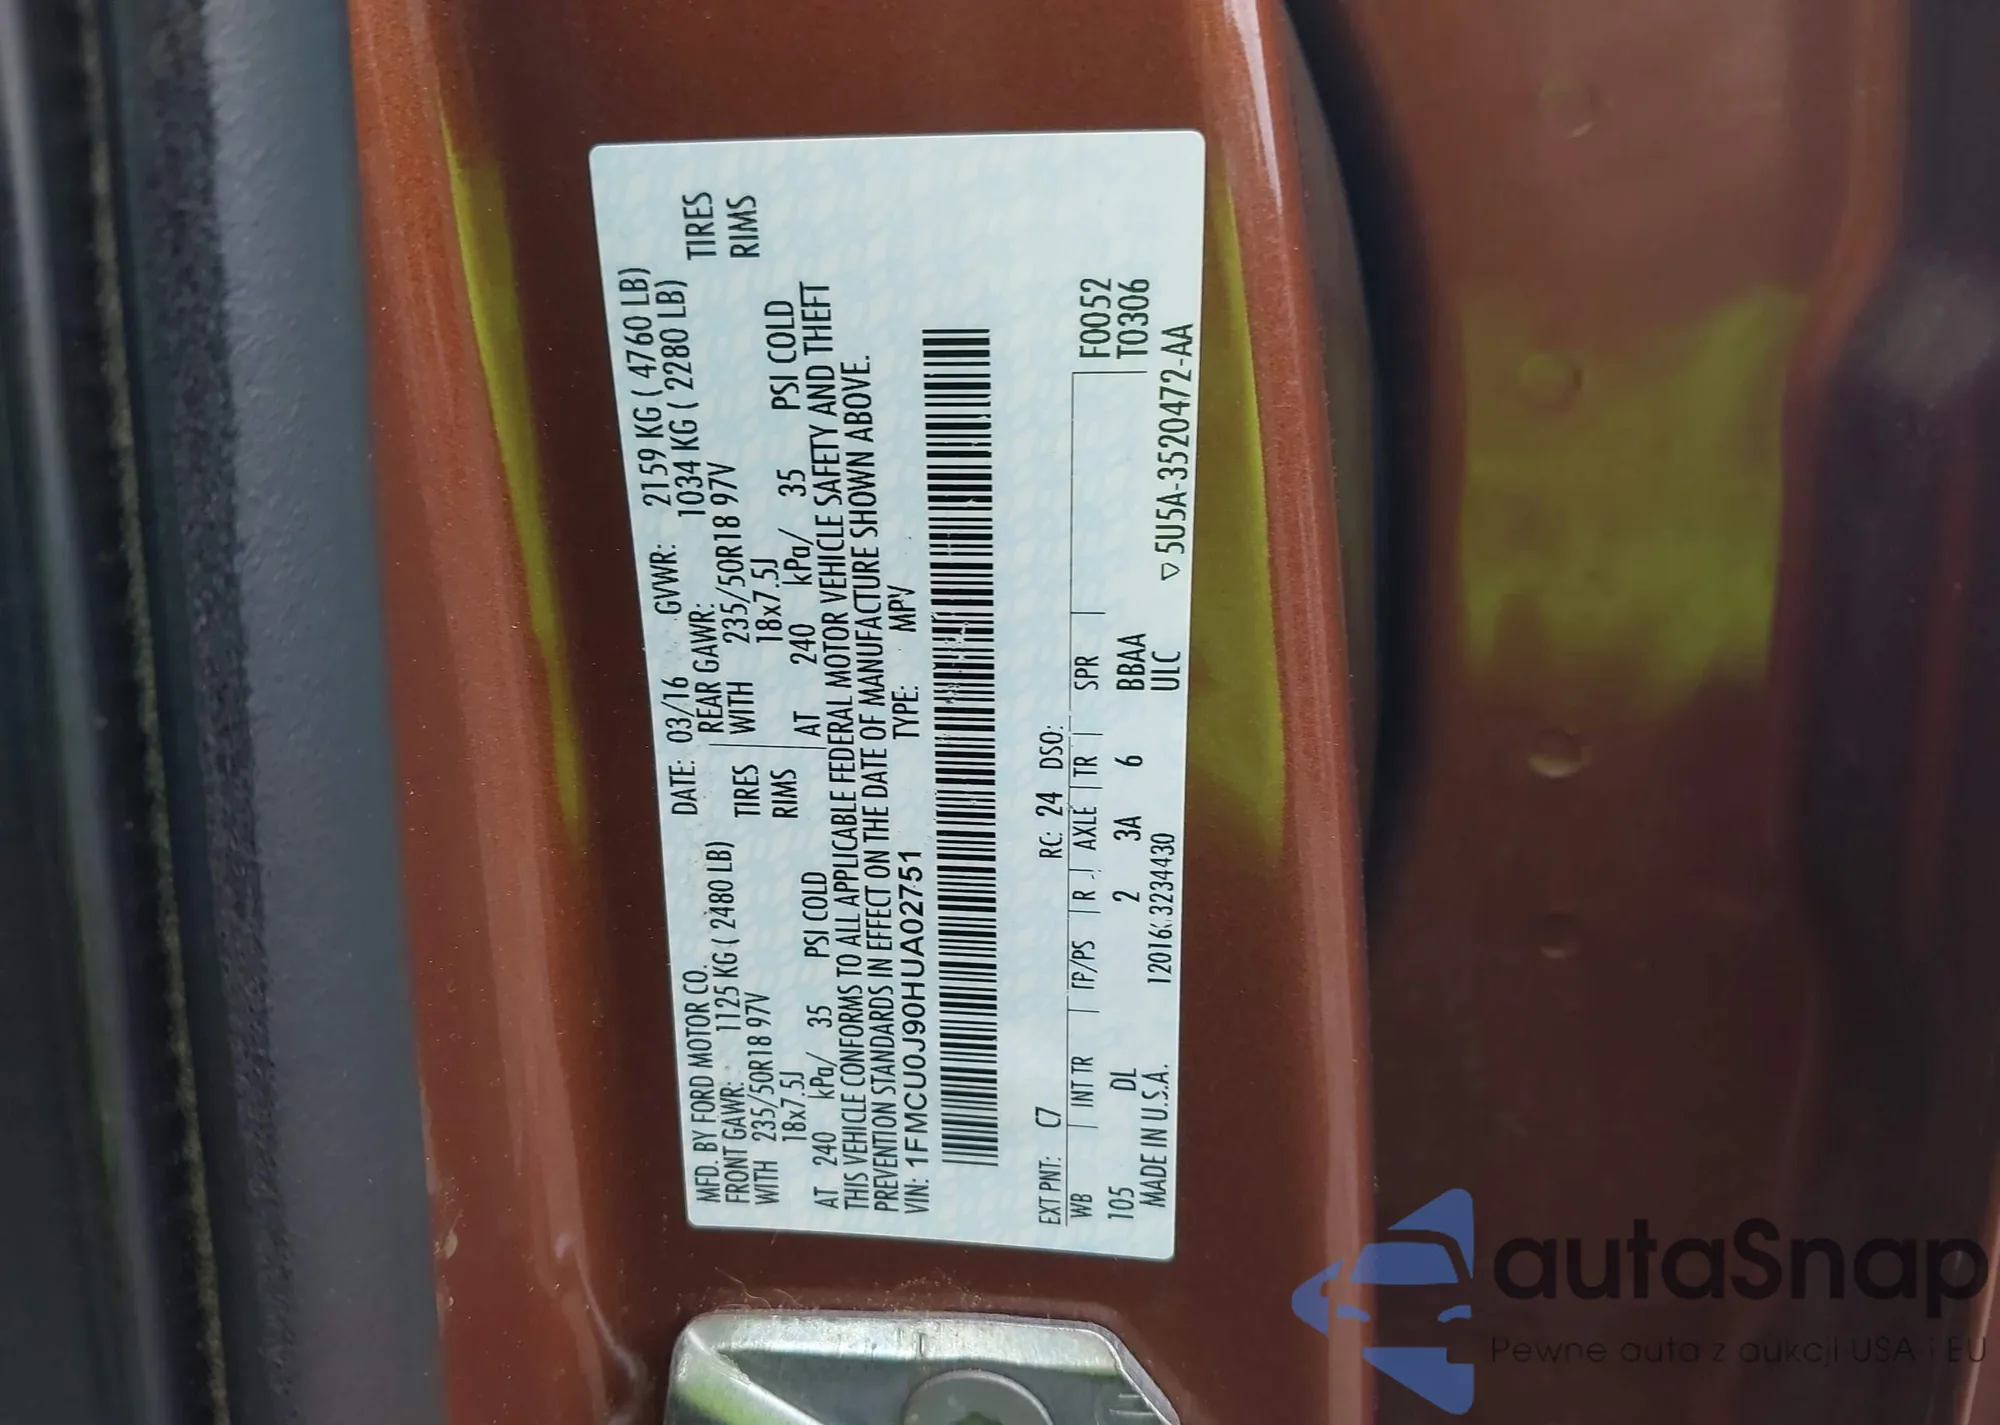 MFD. BY FORD MOTOR CO. DATE: 03/16 GVWR: 2159 KG ( 4760 LB)
FRONT GAWR: 1125 KG ( 2480 LB) REAR GAWR: 1034 KG ( 2280 LB)
WITH 235/50R18 97V TIRES WITH 235/50R18 97V TIRES
18x7.5J RIMS 18x7.5J RIMS
AT 240 kPa/ 35 PSI COLD AT 240 kPa/ 35 PSI COLD
THIS VEHICLE CONFORMS TO ALL APPLICABLE FEDERAL MOTOR VEHICLE SAFETY AND THEFT
PREVENTION STANDARDS IN EFFECT ON THE DATE OF MANUFACTURE SHOWN ABOVE.
VIN: 1FMCU0J90HUA02751 TYPE: MPV
EXT PNT: C7 RC: 24 DSO:
WB INT TR TP/PS R AXLE TR SPR F0052
105 DL 2 3A 6 BBAA T0306
MADE IN U.S.A. ULC
▽ 5U5A-3520472-AA
autaSnap
Pewne auta z aukcji USA i EU